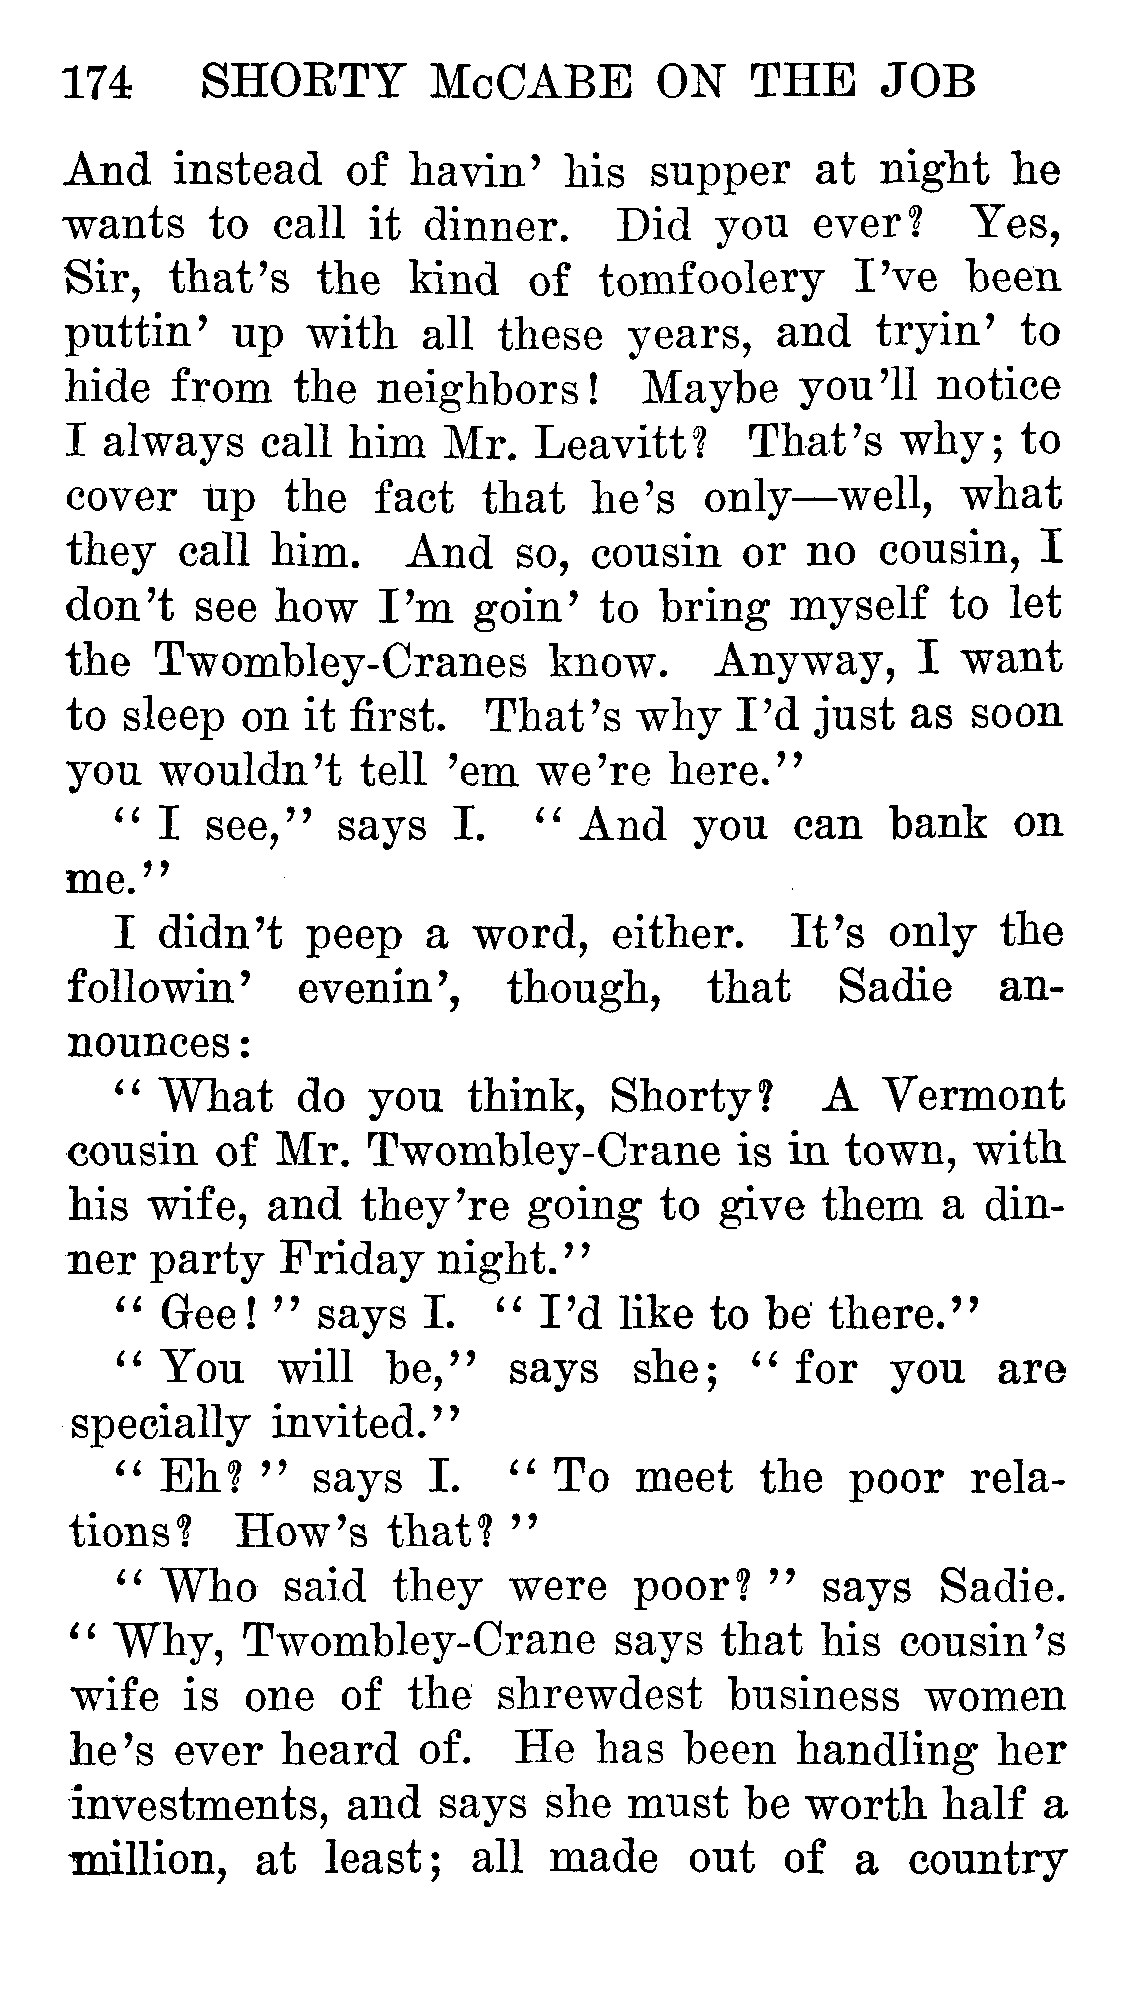 174 SHORTY McCABE ON THE JOB
And instead of havin' his supper at night he
wants to call it dinner. Did you ever? Yes,
Sir, that's the kind of tomfoolery I've been
puttin' up with all these years, and tryin' to
hide from the neighbors! Maybe you'll notice
I always call him Mr. Leavitt? That's why; to
cover up the fact that he's only—well, what
they call him. And so, cousin or no cousin, I
don't see how I'm goin' to bring myself to let
the Twombley-Cranes know. Anyway, I want
to sleep on it first. That's why I'd just as soon
you wouldn't tell 'em we're here."
" I see," says I. " And you can bank on
me."
I didn't peep a word, either. It's only the
followin' evenin', though, that Sadie an-
nounces:
" What do you think, Shorty? A Vermont
cousin of Mr. Twombley-Crane is in town, with
his wife, and they're going to give them a din-
ner party Friday night."
" Gee! " says I. " I'd like to be there."
" You will be," says she; " for you are
specially invited."
" Eh? " says I. " To meet the poor rela-
tions? How's that? "
" Who said they were poor? " says Sadie.
" Why, Twombley-Crane says that his cousin's
wife is one of the shrewdest business women
he's ever heard of. He has been handling her
investments, and says she must be worth half a
million, at least; all made out of a country